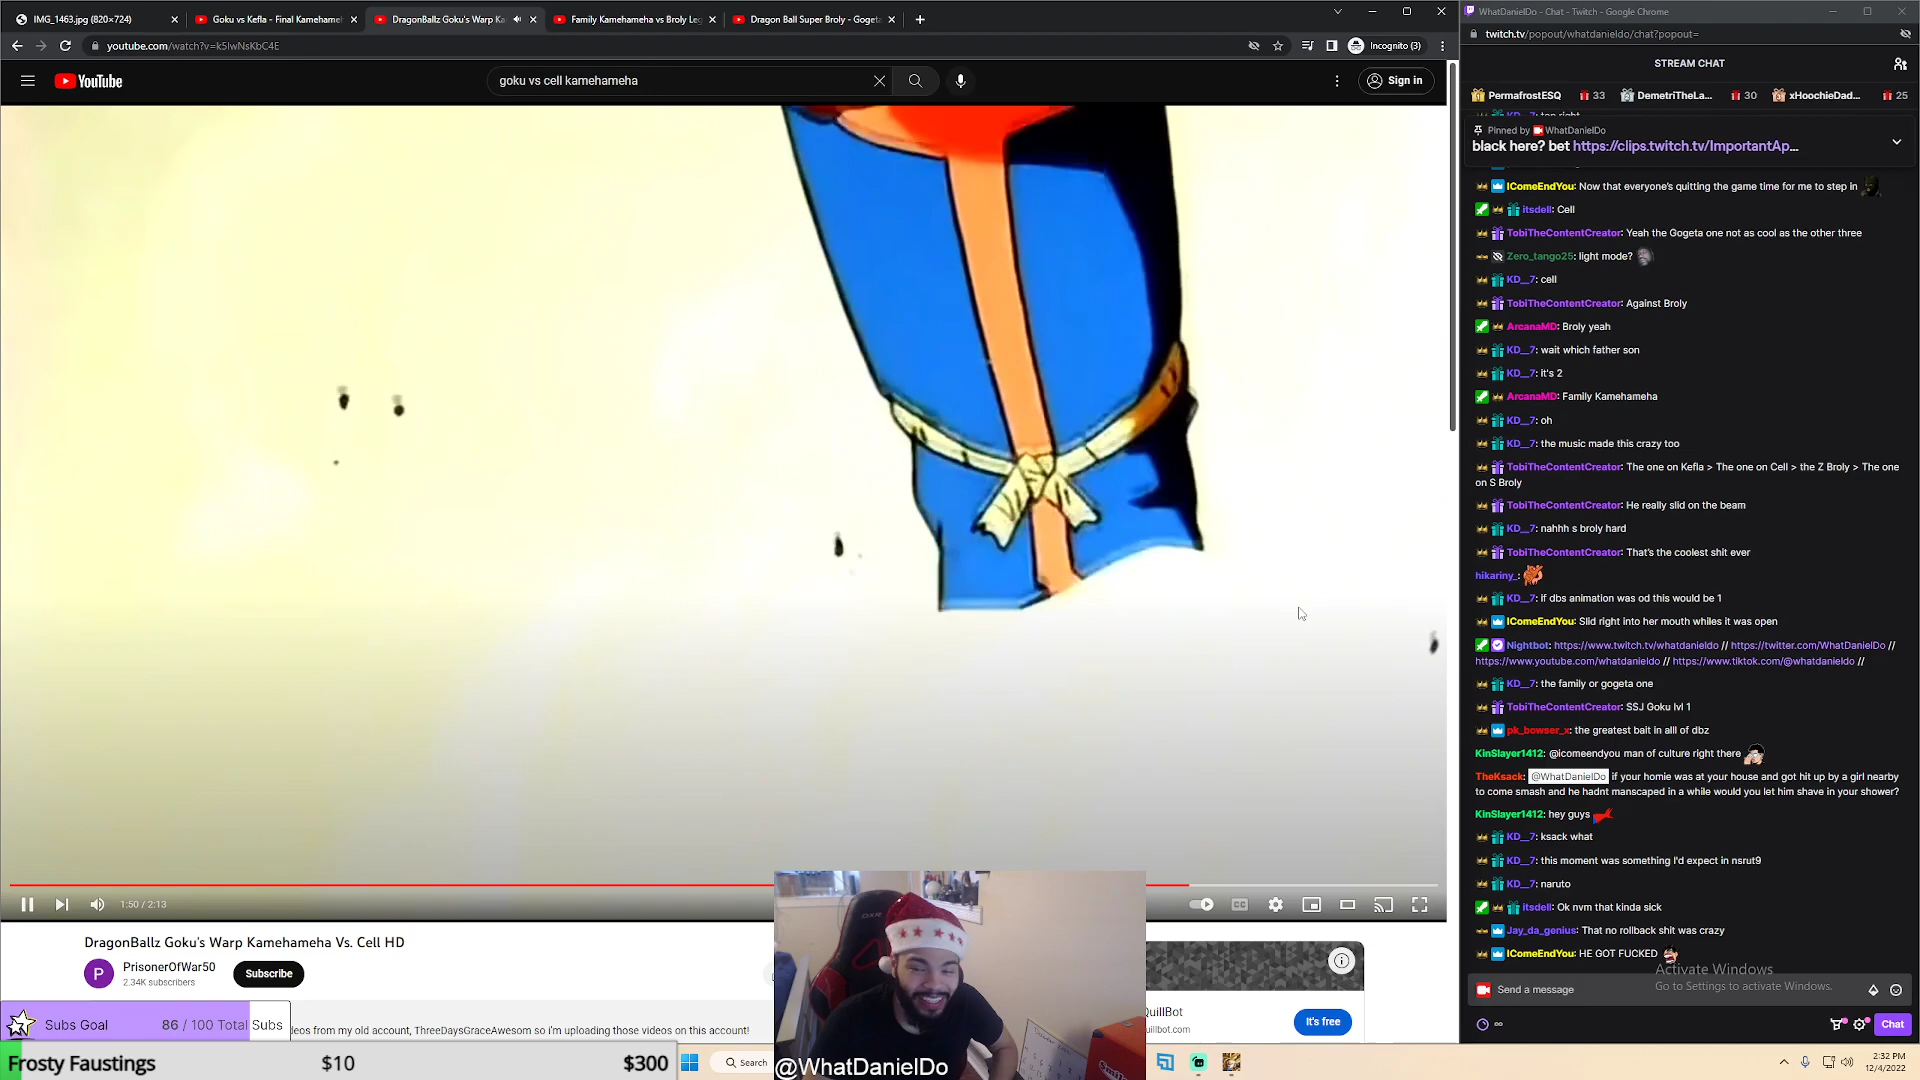 IMG_1463.jpg (820×724)
Goku vs Kefla - Final Kamehameh
DragonBallz Goku's Warp Ka
Family Kamehameha vs Broly Leg
Dragon Ball Super Broly - Gogeta
youtube.com/watch?v=k5IwNsKbC4E
Incognito (3)
YouTube
goku vs cell kamehameha
Sign in
1:50 / 2:13
DragonBallz Goku's Warp Kamehameha Vs. Cell HD
P
PrisonerOfWar50
2.34K subscribers
Subscribe
QuillBot
uillbot.com
It's free
Subs Goal 86 / 100 Total Subs
deos from my old account, ThreeDaysGraceAwesom so i'm uploading those videos on this account!
Frosty Faustings $10 $300
Search
@WhatDanielDo
WhatDanielDo - Chat - Twitch - Google Chrome
twitch.tv/popout/whatdanieldo/chat?popout=
STREAM CHAT
PermafrostESQ 33 DemetriTheLa... 30 xHoochieDad... 25
KD__7: top right
Pinned by WhatDanielDo
black here? bet https://clips.twitch.tv/ImportantAp...
IComeEndYou: Now that everyone's quitting the game time for me to step in
itsdell: Cell
TobiTheContentCreator: Yeah the Gogeta one not as cool as the other three
Zero_tango25: light mode?
KD__7: cell
TobiTheContentCreator: Against Broly
ArcanaMD: Broly yeah
KD__7: wait which father son
KD__7: it's 2
ArcanaMD: Family Kamehameha
KD__7: oh
KD__7: the music made this crazy too
TobiTheContentCreator: The one on Kefla > The one on Cell > the Z Broly > The one
on S Broly
TobiTheContentCreator: He really slid on the beam
KD__7: nahhh s broly hard
TobiTheContentCreator: That's the coolest shit ever
hikariny_:
KD__7: if dbs animation was od this would be 1
IComeEndYou: Slid right into her mouth whiles it was open
Nightbot: https://www.twitch.tv/whatdanieldo // https://twitter.com/WhatDanielDo //
https://www.youtube.com/whatdanieldo // https://www.tiktok.com/@whatdanieldo //
KD__7: the family or gogeta one
TobiTheContentCreator: SSJ Goku lvl 1
pk_bowser_x: the greatest bait in alll of dbz
KinSlayer1412: @icomeendyou man of culture right there
TheKsack: @WhatDanielDo if your homie was at your house and got hit up by a girl nearby
to come smash and he hadnt manscaped in a while would you let him shave in your shower?
KinSlayer1412: hey guys
KD__7: ksack what
KD__7: this moment was something I'd expect in nsrut9
KD__7: naruto
itsdell: Ok nvm that kinda sick
Jay_da_genius: That no rollback shit was crazy
IComeEndYou: HE GOT FUCKED
Activate Windows
Go to Settings to activate Windows.
Send a message
Chat
2:32 PM
12/4/2022